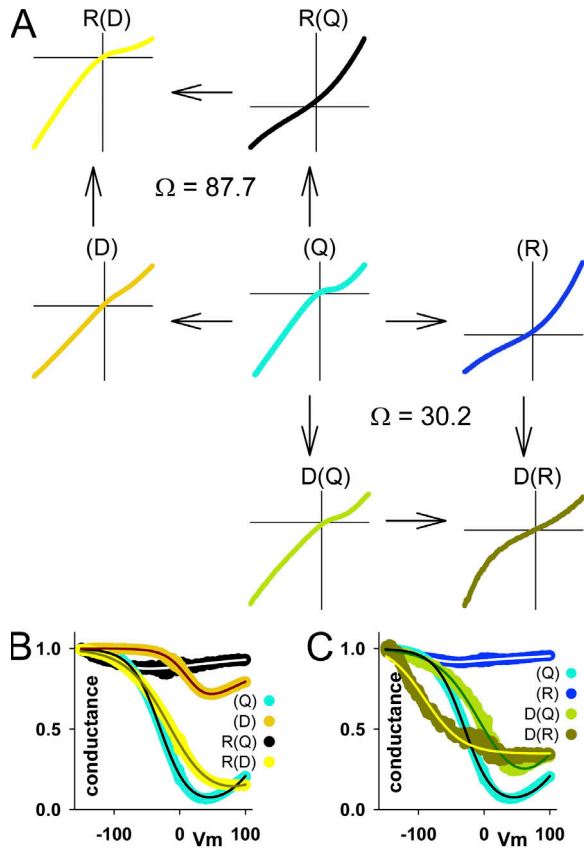 A
R(D) R(Q)
Ω = 87.7
(D) (Q) (R)
Ω = 30.2
D(Q) D(R)
B C
1.0 1.0
(Q) (Q)
(D) (R)
R(Q) D(Q)
R(D) D(R)
0.5 0.5
conductance conductance
0.0 0.0
-100 0 Vm 100 -100 0 Vm 100